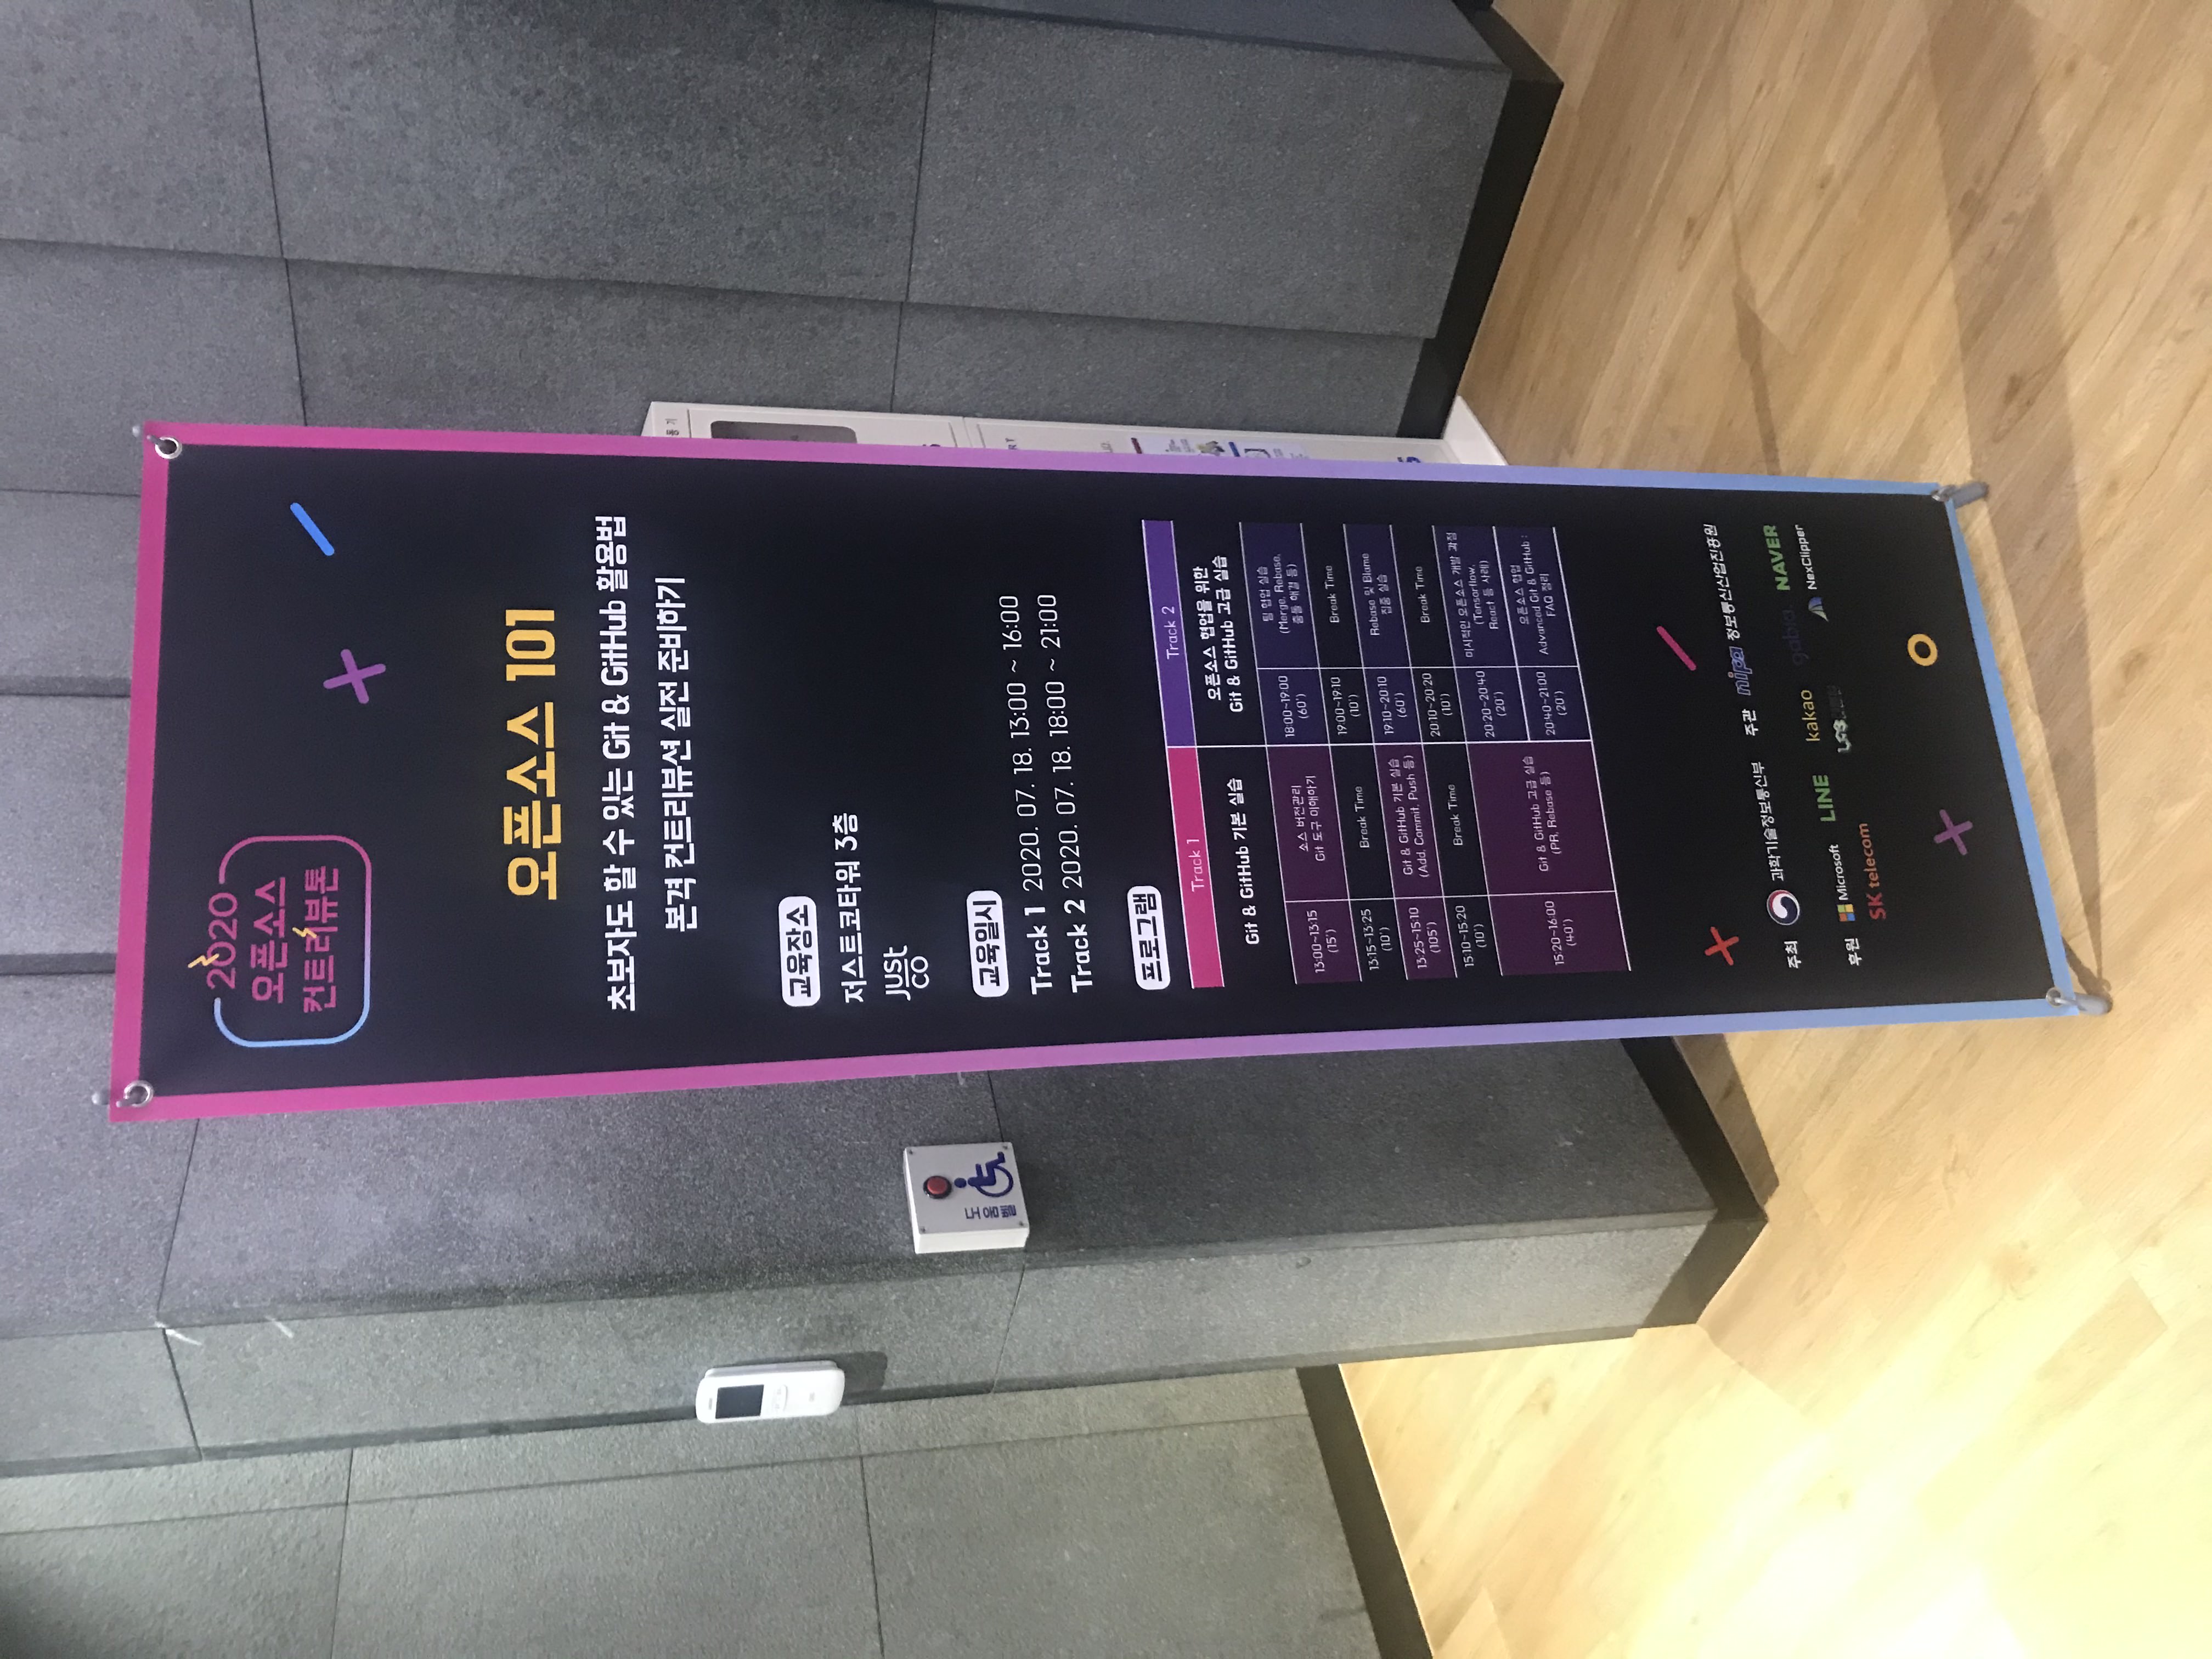 2020
오픈소스
컨트리뷰톤
오픈소스 101
초보자도 할 수 있는 Git & GitHub 활용법
본격 컨트리뷰션 실전 준비하기
교육장소
저스트코타워 3층
JUSt
CO
교육일시
Track 1 2020. 07. 18. 13:00 ~ 16:00
Track 2 2020. 07. 18. 18:00 ~ 21:00
프로그램
Track 1
Git & GitHub 기본 실습
13:00~13:15
(15')
소스 버전관리
Git 도구 이해하기
13:15~13:25
(10')
Break Time
13:25~15:10
(105')
Git & GitHub 기본 실습
(Add, Commit, Push 등)
15:10~15:20
(10')
Break Time
15:20~16:00
(40')
Git & GitHub 고급 실습
(PR, Rebase 등)
Track 2
오픈소스 협업을 위한
Git & GitHub 고급 실습
18:00~19:00
(60')
팀 협업 실습
(Merge, Rebase,
충돌 해결 등)
19:00~19:10
(10')
Break Time
19:10~20:10
(60')
Rebase 및 Blame
집중 실습
20:10~20:20
(10')
Break Time
20:20~20:40
(20')
미시적인 오픈소스 개발 과정
(Tensorflow,
React 등 사례)
20:40~21:00
(20')
오픈소스 협업
Advanced Git & GitHub :
FAQ 정리
주최 과학기술정보통신부 주관 nipa 정보통신산업진흥원
후원 Microsoft LINE kakao gabia. NAVER
SK telecom NexClipper
도움벨